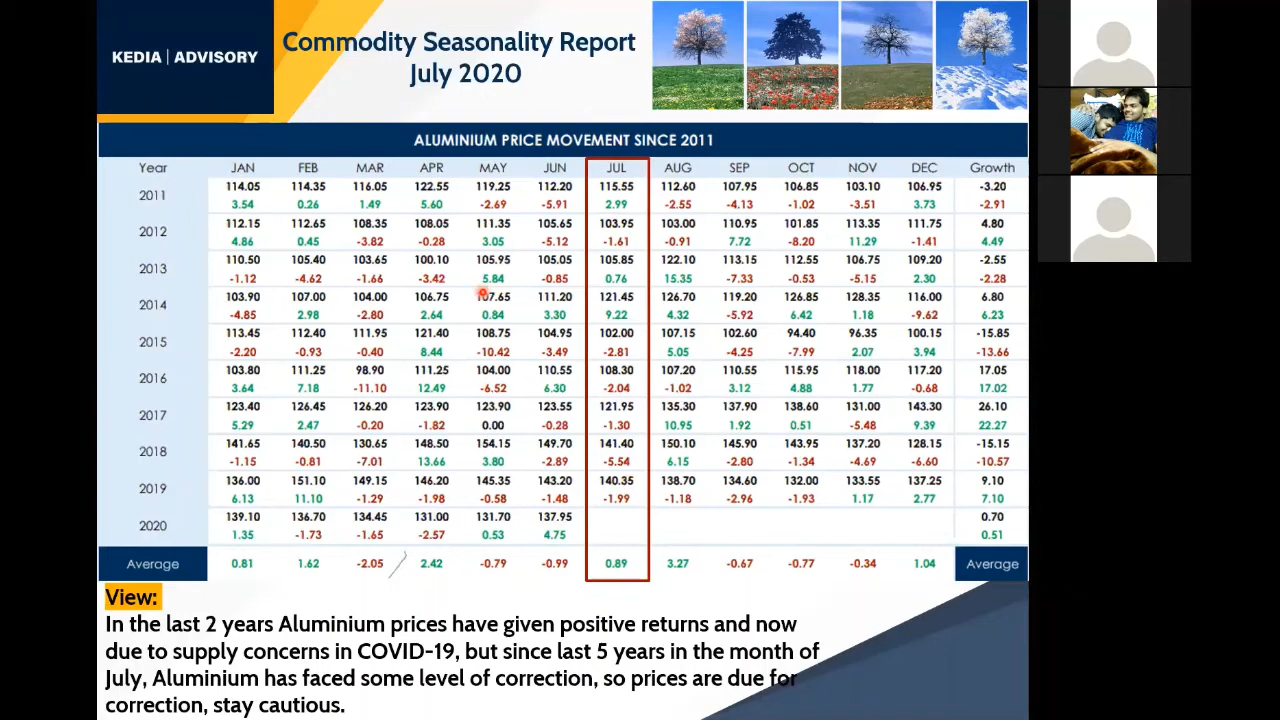 KEDIA | ADVISORY
Commodity Seasonality Report
July 2020
ALUMINIUM PRICE MOVEMENT SINCE 2011
Year JAN FEB MAR APR MAY JUN JUL AUG SEP OCT NOV DEC Growth
2011 114.05 114.35 116.05 122.55 119.25 112.20 115.55 112.60 107.95 106.85 103.10 106.95 -3.20
3.54 0.26 1.49 5.60 -2.69 -5.91 2.99 -2.55 -4.13 -1.02 -3.51 3.73 -2.91
2012 112.15 112.65 108.35 108.05 111.35 105.65 103.95 103.00 110.95 101.85 113.35 111.75 4.80
4.86 0.45 -3.82 -0.28 3.05 -5.12 -1.61 -0.91 7.72 -8.20 11.29 -1.41 4.49
2013 110.50 105.40 103.65 100.10 105.95 105.05 105.85 122.10 113.15 112.55 106.75 109.20 -2.55
-1.12 -4.62 -1.66 -3.42 5.84 -0.85 0.76 15.35 -7.33 -0.53 -5.15 2.30 -2.28
2014 103.90 107.00 104.00 106.75 107.65 111.20 121.45 126.70 119.20 126.85 128.35 116.00 6.80
-4.85 2.98 -2.80 2.64 0.84 3.30 9.22 4.32 -5.92 6.42 1.18 -9.62 6.23
2015 113.45 112.40 111.95 121.40 108.75 104.95 102.00 107.15 102.60 94.40 96.35 100.15 -15.85
-2.20 -0.93 -0.40 8.44 -10.42 -3.49 -2.81 5.05 -4.25 -7.99 2.07 3.94 -13.66
2016 103.80 111.25 98.90 111.25 104.00 110.55 108.30 107.20 110.55 115.95 118.00 117.20 17.05
3.64 7.18 -11.10 12.49 -6.52 6.30 -2.04 -1.02 3.12 4.88 1.77 -0.68 17.02
2017 123.40 126.45 126.20 123.90 123.90 123.55 121.95 135.30 137.90 138.60 131.00 143.30 26.10
5.29 2.47 -0.20 -1.82 0.00 -0.28 -1.30 10.95 1.92 0.51 -5.48 9.39 22.27
2018 141.65 140.50 130.65 148.50 154.15 149.70 141.40 150.10 145.90 143.95 137.20 128.15 -15.15
-1.15 -0.81 -7.01 13.66 3.80 -2.89 -5.54 6.15 -2.80 -1.34 -4.69 -6.60 -10.57
2019 136.00 151.10 149.15 146.20 145.35 143.20 140.35 138.70 134.60 132.00 133.55 137.25 9.10
6.13 11.10 -1.29 -1.98 -0.58 -1.48 -1.99 -1.18 -2.96 -1.93 1.17 2.77 7.10
2020 139.10 136.70 134.45 131.00 131.70 137.95 0.70
1.35 -1.73 -1.65 -2.57 0.53 4.75 0.51
Average 0.81 1.62 -2.05 2.42 -0.79 -0.99 0.89 3.27 -0.67 -0.77 -0.34 1.04 Average
View:
In the last 2 years Aluminium prices have given positive returns and now
due to supply concerns in COVID-19, but since last 5 years in the month of
July, Aluminium has faced some level of correction, so prices are due for
correction, stay cautious.